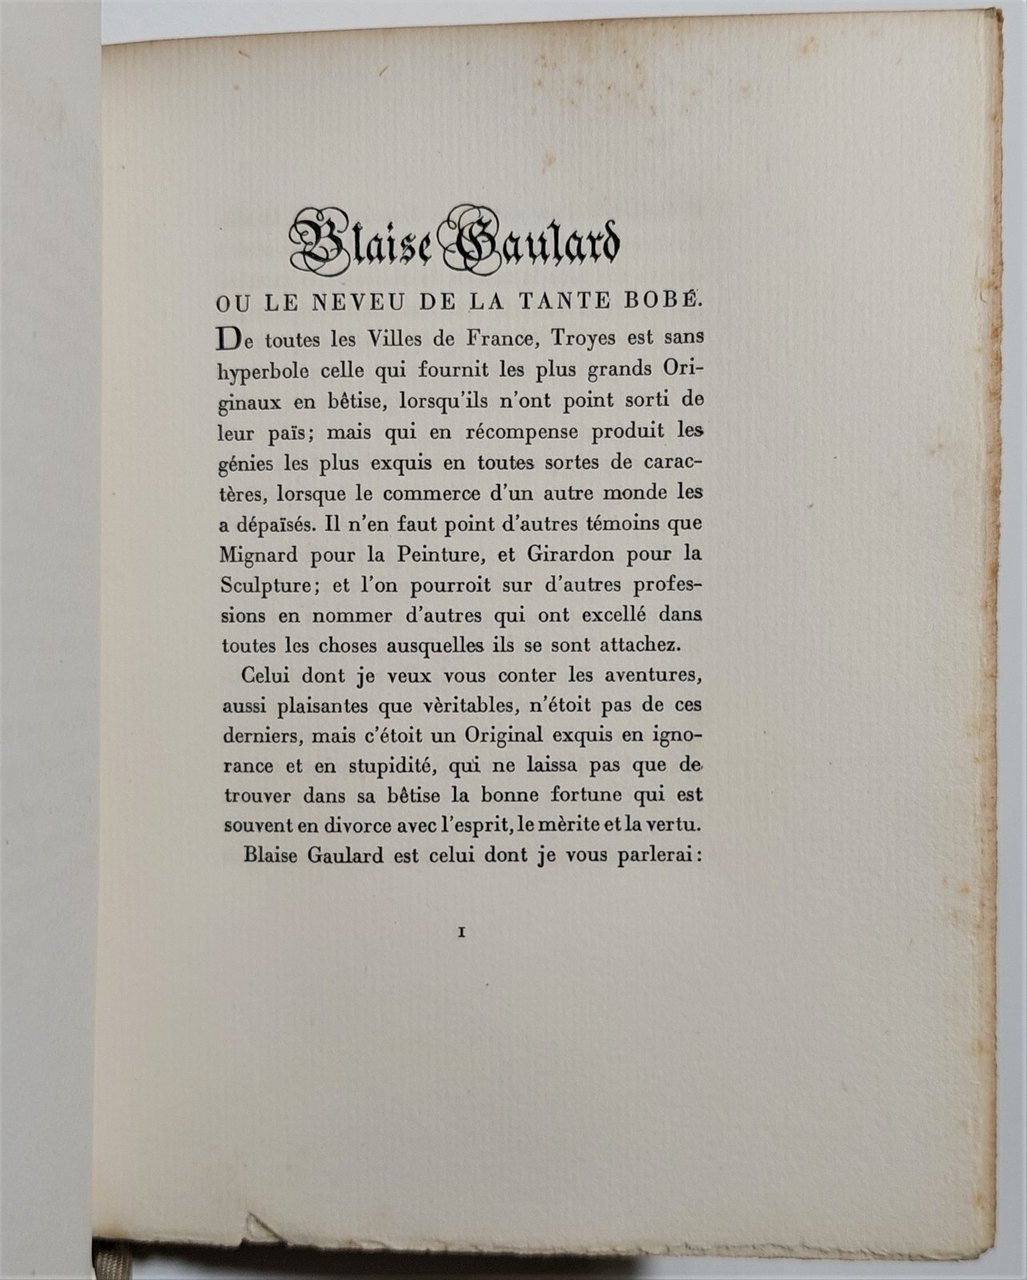 Blaise Gaulard
OU LE NEVEU DE LA TANTE BOBÉ.
De toutes les Villes de France, Troyes est sans
hyperbole celle qui fournit les plus grands Ori-
ginaux en bêtise, lorsqu'ils n'ont point sorti de
leur païs; mais qui en récompense produit les
génies les plus exquis en toutes sortes de carac-
tères, lorsque le commerce d'un autre monde les
a dépaïsés. Il n'en faut point d'autres témoins que
Mignard pour la Peinture, et Girardon pour la
Sculpture; et l'on pourroit sur d'autres profes-
sions en nommer d'autres qui ont excellé dans
toutes les choses ausquelles ils se sont attachez.
Celui dont je veux vous conter les aventures,
aussi plaisantes que vèritables, n'étoit pas de ces
derniers, mais c'étoit un Original exquis en igno-
rance et en stupidité, qui ne laissa pas que de
trouver dans sa bêtise la bonne fortune qui est
souvent en divorce avec l'esprit, le mèrite et la vertu.
Blaise Gaulard est celui dont je vous parlerai:
I